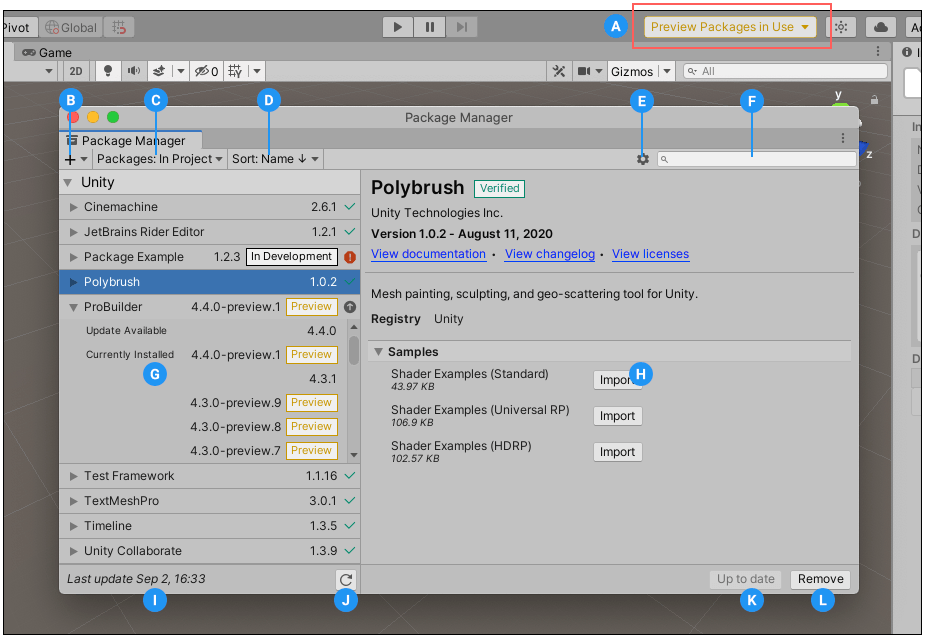 Pivot Global A Preview Packages in Use
Game
2D 0 Gizmos All
B C D E F y
Package Manager z
Package Manager
+ Packages: In Project Sort: Name ↓
Unity
Cinemachine 2.6.1
JetBrains Rider Editor 1.2.1
Package Example 1.2.3 In Development
Polybrush 1.0.2
ProBuilder 4.4.0-preview.1 Preview
Update Available 4.4.0
Currently Installed 4.4.0-preview.1 Preview
G 4.3.1
4.3.0-preview.9 Preview
4.3.0-preview.8 Preview
4.3.0-preview.7 Preview
Test Framework 1.1.16
TextMeshPro 3.0.1
Timeline 1.3.5
Unity Collaborate 1.3.9
Last update Sep 2, 16:33
I J
Polybrush Verified
Unity Technologies Inc.
Version 1.0.2 - August 11, 2020
View documentation • View changelog • View licenses
Mesh painting, sculpting, and geo-scattering tool for Unity.
Registry Unity
Samples
Shader Examples (Standard) Import H
43.97 KB
Shader Examples (Universal RP) Import
106.9 KB
Shader Examples (HDRP) Import
102.57 KB
Up to date Remove
K L